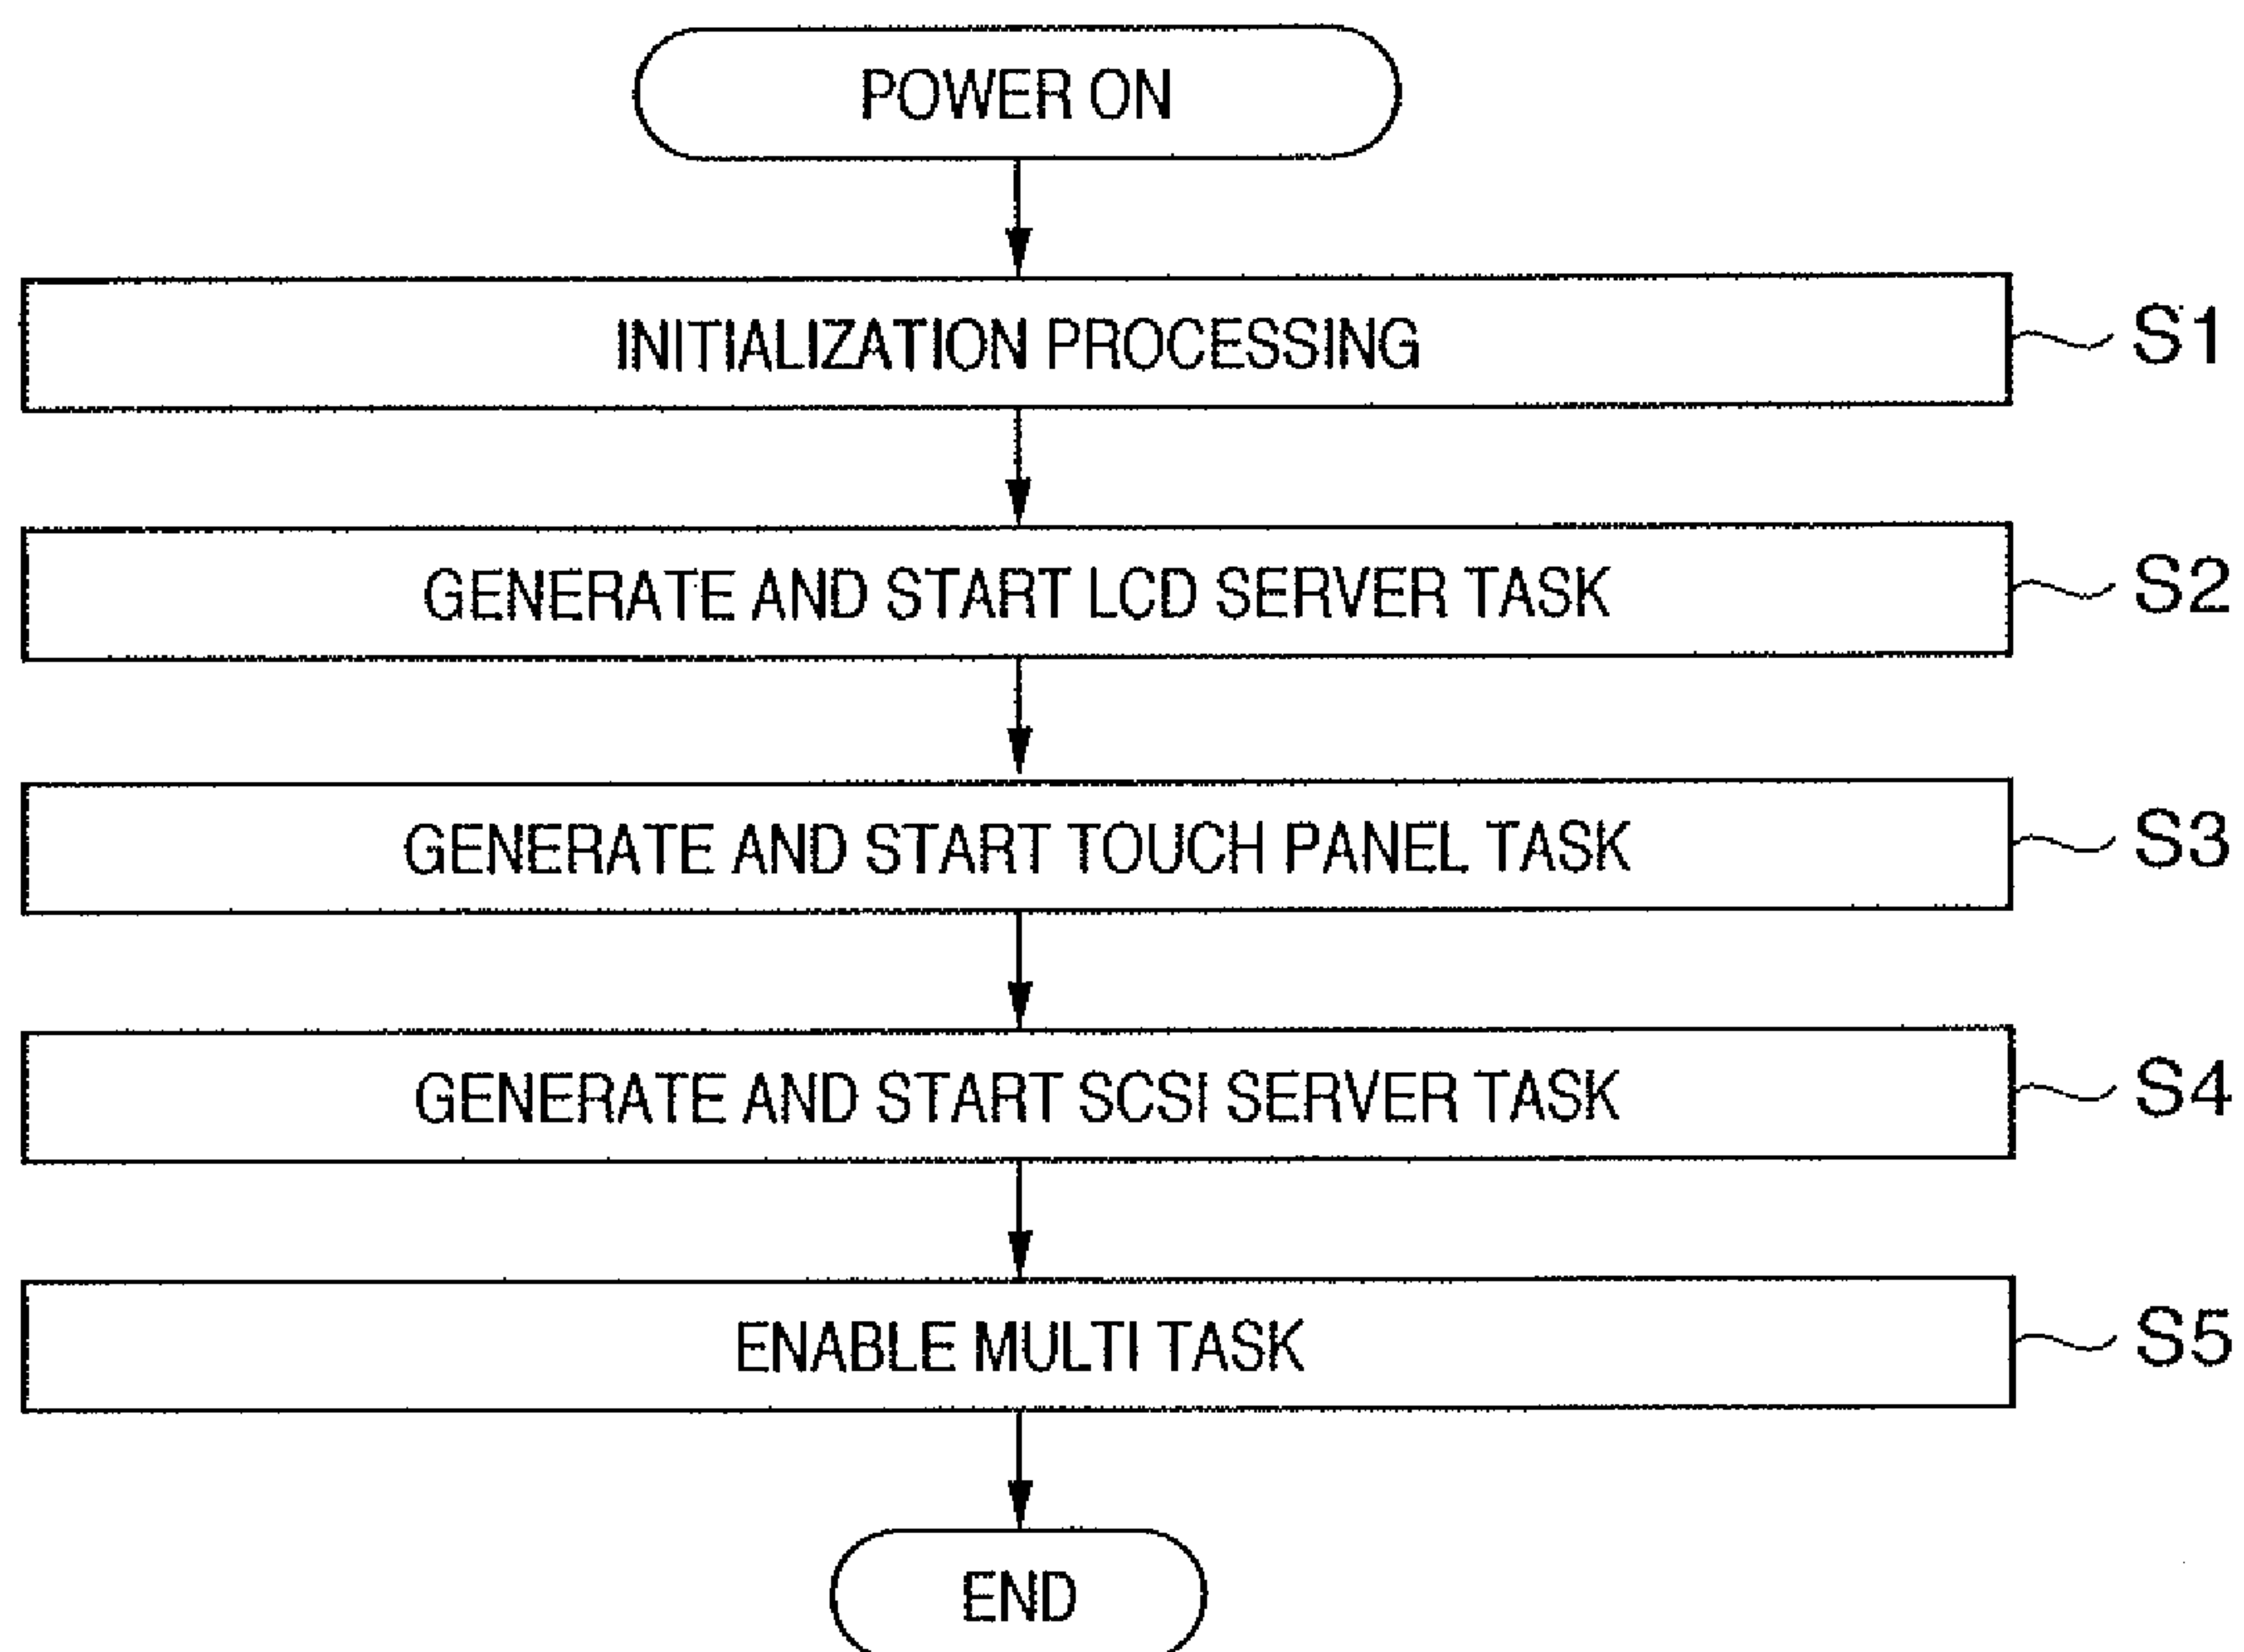 POWER ON
INITIALIZATION PROCESSING S1
GENERATE AND START LCD SERVER TASK S2
GENERATE AND START TOUCH PANEL TASK S3
GENERATE AND START SCSI SERVER TASK S4
ENABLE MULTI TASK S5
END